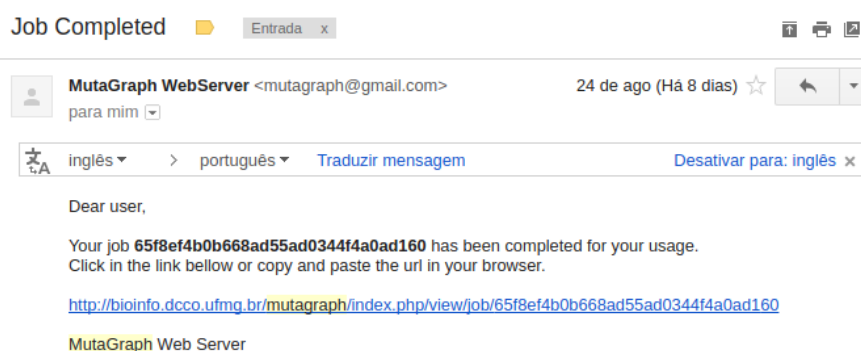 Job Completed Entrada x
MutaGraph WebServer <mutagraph@gmail.com> 24 de ago (Há 8 dias)
para mim
inglês > português Traduzir mensagem Desativar para: inglês x
Dear user,
Your job 65f8ef4b0b668ad55ad0344f4a0ad160 has been completed for your usage.
Click in the link bellow or copy and paste the url in your browser.
http://bioinfo.dcco.ufmg.br/mutagraph/index.php/view/job/65f8ef4b0b668ad55ad0344f4a0ad160
MutaGraph Web Server